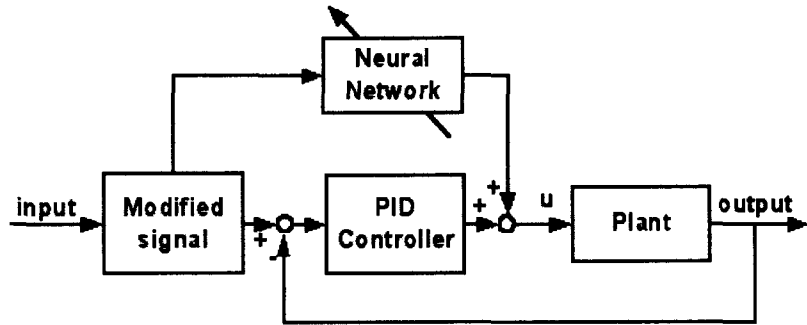 Neural
Network
input
Modified
signal
+
-
PID
Controller
+
+
u
Plant
output